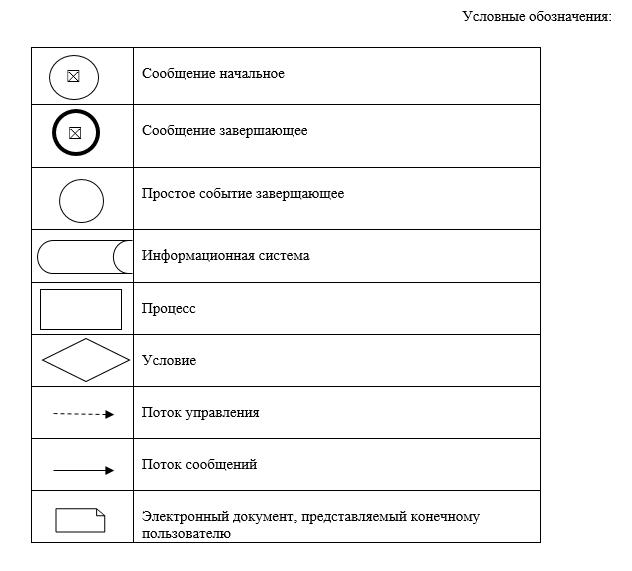 Условные обозначения:
Сообщение начальное
Сообщение завершающее
Простое событие завершающее
Информационная система
Процесс
Условие
Поток управления
Поток сообщений
Электронный документ, представляемый конечному
пользователю